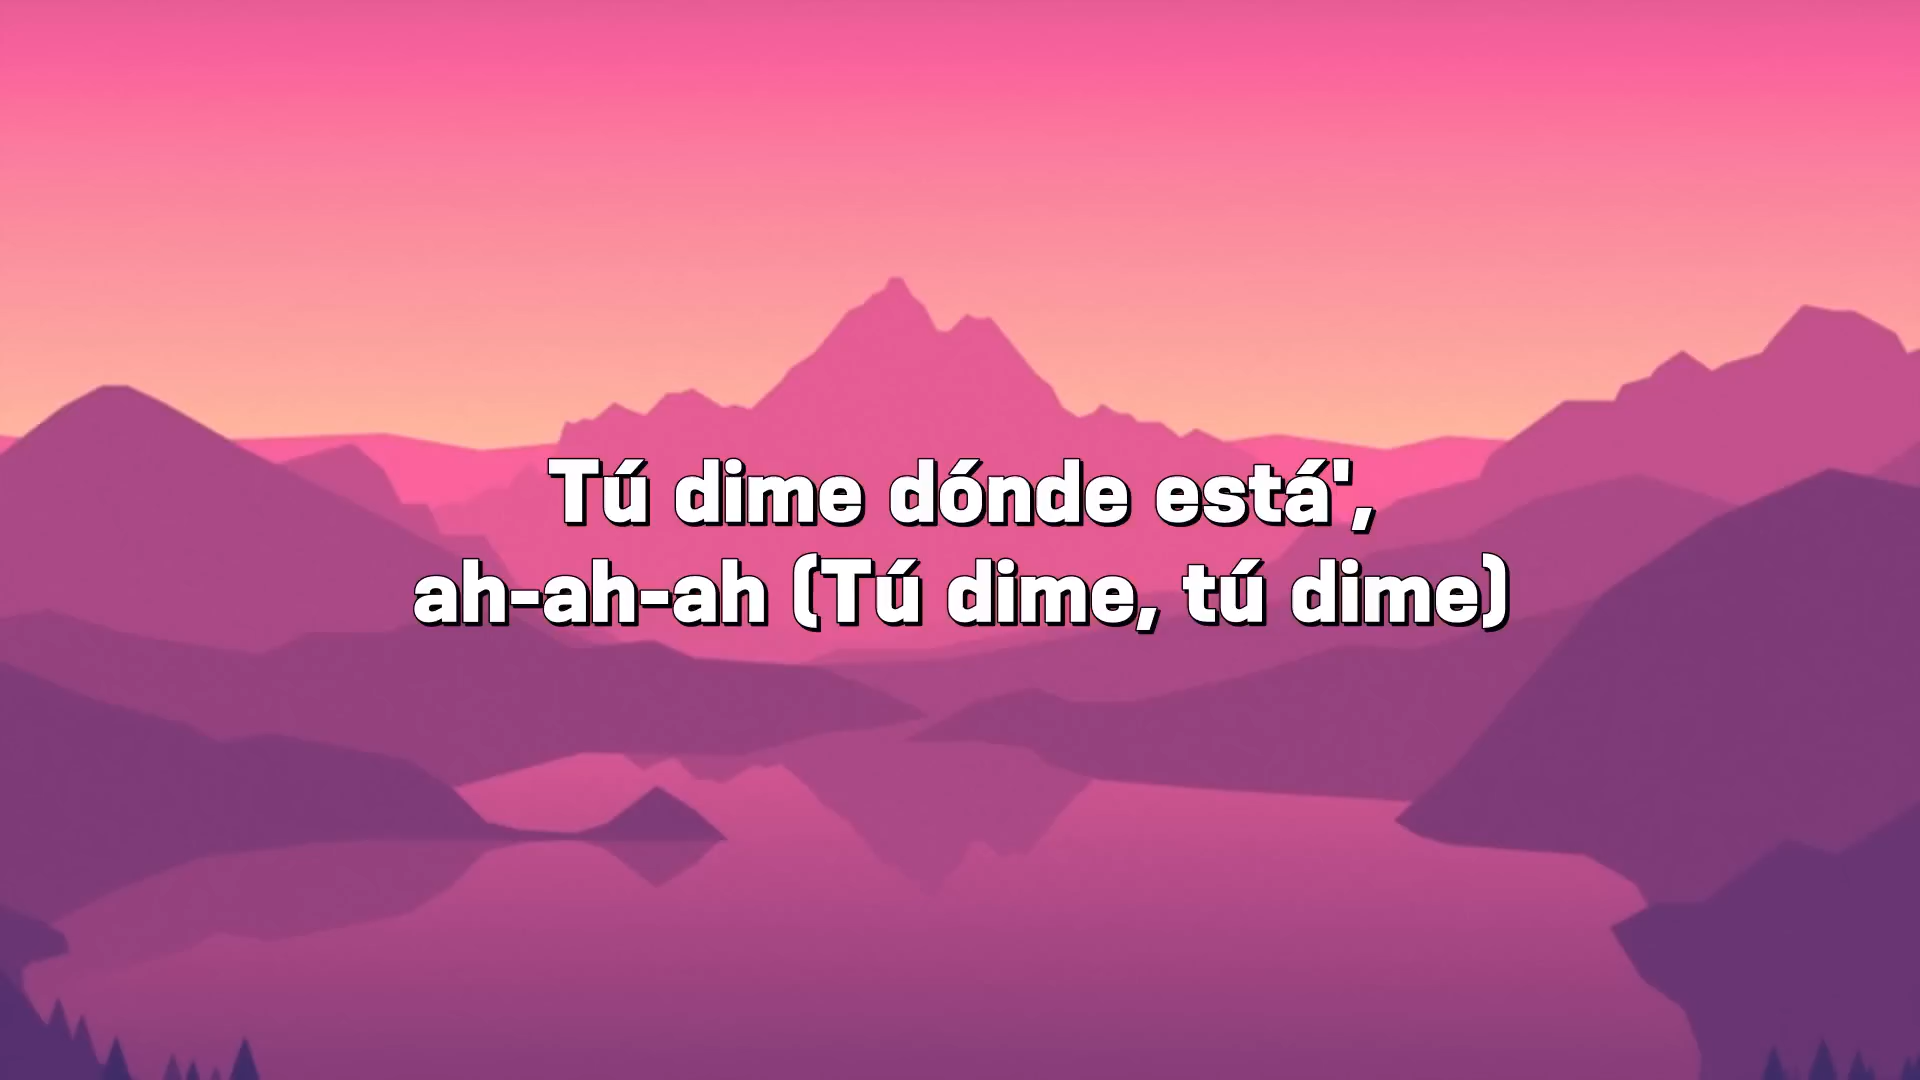 Tú dime dónde está',
ah-ah-ah (Tú dime, tú dime)